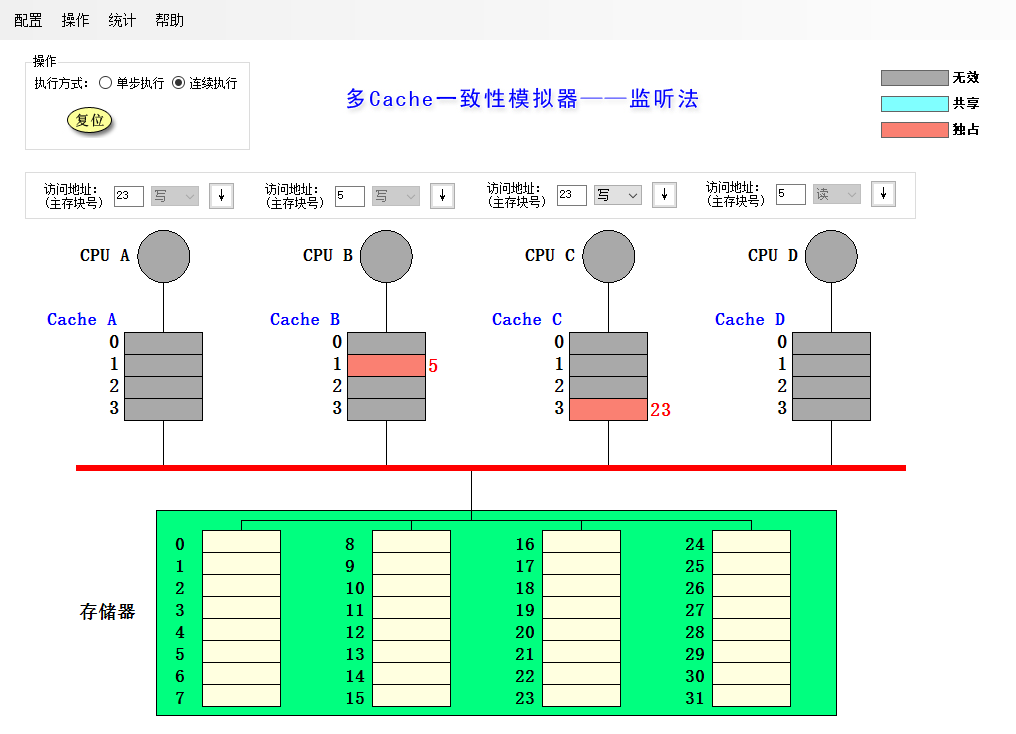 配置 操作 统计 帮助
操作
执行方式: 单步执行 连续执行
复位
多Cache一致性模拟器——监听法
无效
共享
独占
访问地址:
(主存块号) 23 写 ↓
访问地址:
(主存块号) 5 写 ↓
访问地址:
(主存块号) 23 写 ↓
访问地址:
(主存块号) 5 读 ↓
CPU A CPU B CPU C CPU D
Cache A Cache B Cache C Cache D
0 0 0 0
1 1 5 1 1
2 2 2 2
3 3 3 23 3
存储器
0 8 16 24
1 9 17 25
2 10 18 26
3 11 19 27
4 12 20 28
5 13 21 29
6 14 22 30
7 15 23 31